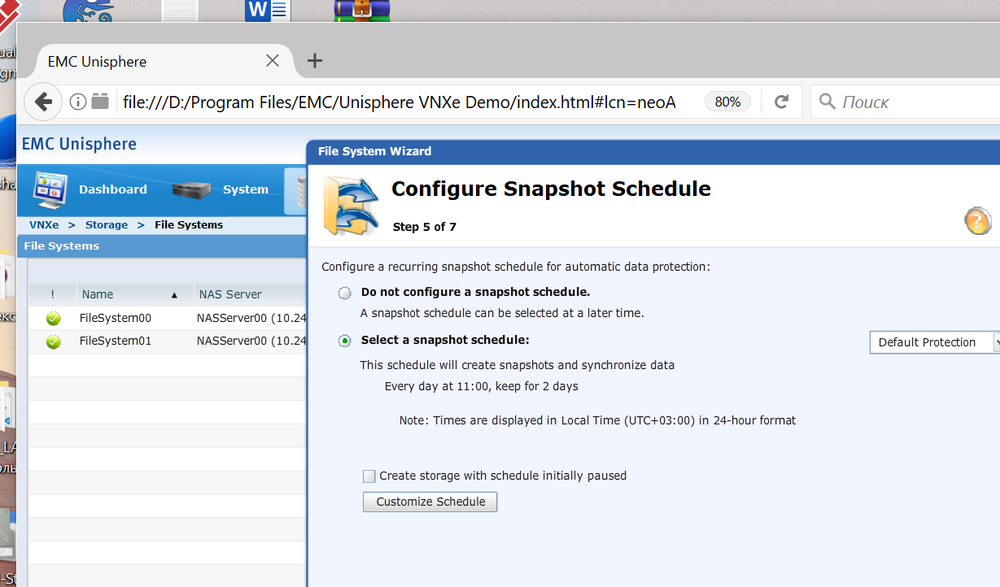 W
EMC Unisphere
file:///D:/Program Files/EMC/Unisphere VNXe Demo/index.html#lcn=neoA
80%
Поиск
EMC Unisphere
Dashboard
System
VNXe > Storage > File Systems
File Systems
! Name NAS Server
FileSystem00 NASServer00 (10.24
FileSystem01 NASServer00 (10.24
File System Wizard
Configure Snapshot Schedule
Step 5 of 7
?
Configure a recurring snapshot schedule for automatic data protection:
Do not configure a snapshot schedule.
A snapshot schedule can be selected at a later time.
Select a snapshot schedule:
Default Protection
This schedule will create snapshots and synchronize data
Every day at 11:00, keep for 2 days
Note: Times are displayed in Local Time (UTC+03:00) in 24-hour format
Create storage with schedule initially paused
Customize Schedule